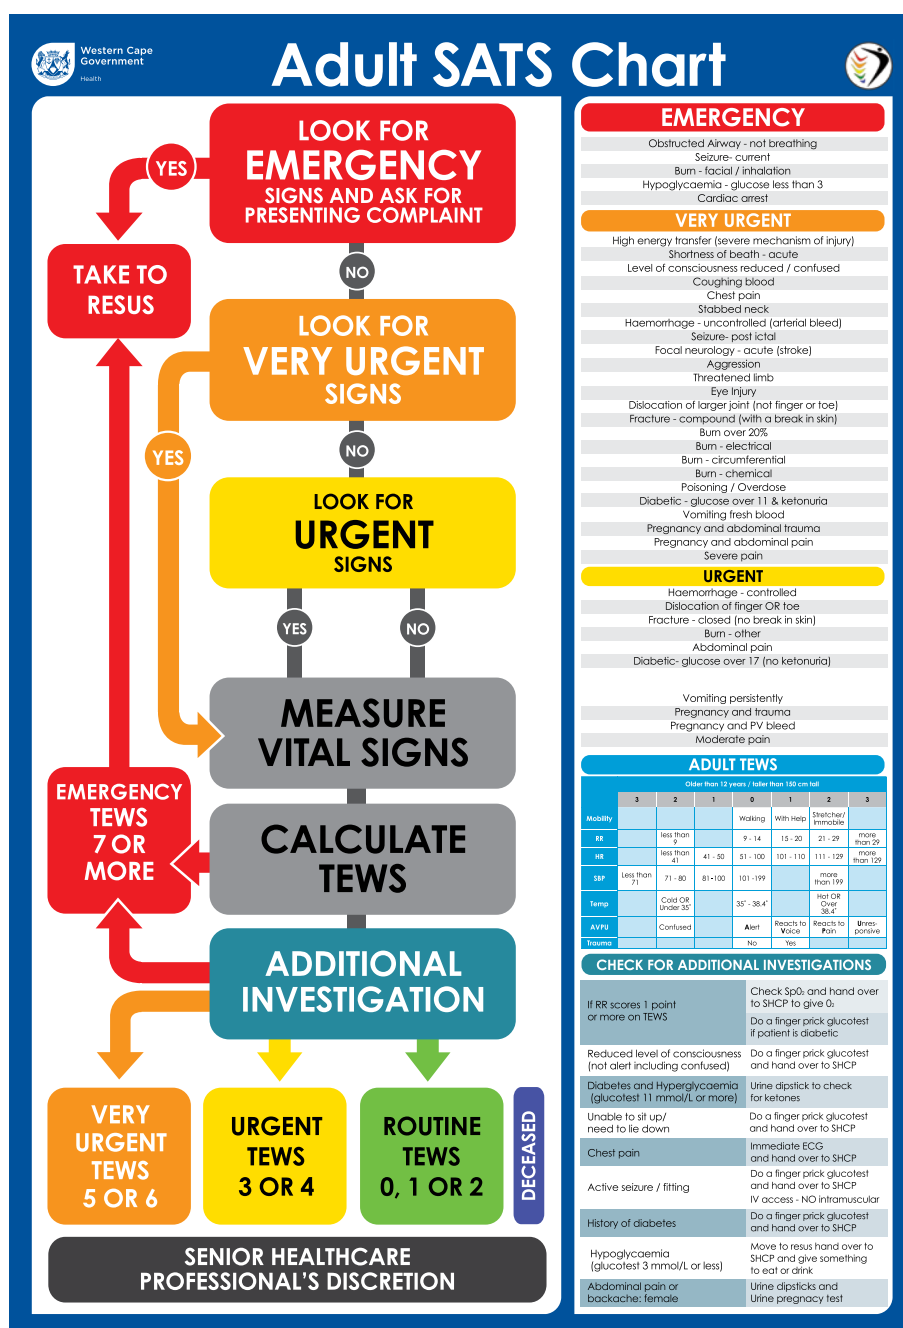 Western Cape
Government
Health
Adult SATS Chart
LOOK FOR
EMERGENCY
SIGNS AND ASK FOR
PRESENTING COMPLAINT
YES
NO
TAKE TO
RESUS
LOOK FOR
VERY URGENT
SIGNS
YES
NO
LOOK FOR
URGENT
SIGNS
YES
NO
MEASURE
VITAL SIGNS
EMERGENCY
TEWS
7 OR
MORE
CALCULATE
TEWS
ADDITIONAL
INVESTIGATION
VERY
URGENT
TEWS
5 OR 6
URGENT
TEWS
3 OR 4
ROUTINE
TEWS
0, 1 OR 2
DECEASED
SENIOR HEALTHCARE
PROFESSIONAL'S DISCRETION
EMERGENCY
Obstructed Airway - not breathing
Seizure- current
Burn - facial / inhalation
Hypoglycaemia - glucose less than 3
Cardiac arrest
VERY URGENT
High energy transfer (severe mechanism of injury)
Shortness of beath - acute
Level of consciousness reduced / confused
Coughing blood
Chest pain
Stabbed neck
Haemorrhage - uncontrolled (arterial bleed)
Seizure- post ictal
Focal neurology - acute (stroke)
Aggression
Threatened limb
Eye Injury
Dislocation of larger joint (not finger or toe)
Fracture - compound (with a break in skin)
Burn over 20%
Burn - electrical
Burn - circumferential
Burn - chemical
Poisoning / Overdose
Diabetic - glucose over 11 & ketonuria
Vomiting fresh blood
Pregnancy and abdominal trauma
Pregnancy and abdominal pain
Severe pain
URGENT
Haemorrhage - controlled
Dislocation of finger OR toe
Fracture - closed (no break in skin)
Burn - other
Abdominal pain
Diabetic- glucose over 17 (no ketonuria)
Vomiting persistently
Pregnancy and trauma
Pregnancy and PV bleed
Moderate pain
ADULT TEWS
Older than 12 years / taller than 150 cm tall
3 2 1 0 1 2 3
Mobility Walking With Help Stretcher/ Immobile
RR less than 9 9 - 14 15 - 20 21 - 29 more than 29
HR less than 41 41 - 50 51 - 100 101 - 110 111 - 129 more than 129
SBP Less than 71 71 - 80 81-100 101 -199 more than 199
Temp Cold OR Under 35˚ 35˚ - 38.4˚ Hot OR Over 38.4˚
AVPU Confused Alert Reacts to Voice Reacts to Pain Unres- ponsive
Trauma No Yes
CHECK FOR ADDITIONAL INVESTIGATIONS
If RR scores 1 point
or more on TEWS
Check Sp0₂ and hand over
to SHCP to give 0₂
Do a finger prick glucotest
if patient is diabetic
Reduced level of consciousness
(not alert including confused)
Do a finger prick glucotest
and hand over to SHCP
Diabetes and Hyperglycaemia
(glucotest 11 mmol/L or more)
Urine dipstick to check
for ketones
Unable to sit up/
need to lie down
Do a finger prick glucotest
and hand over to SHCP
Chest pain
Immediate ECG
and hand over to SHCP
Active seizure / fitting
Do a finger prick glucotest
and hand over to SHCP
IV access - NO intramuscular
History of diabetes
Do a finger prick glucotest
and hand over to SHCP
Hypoglycaemia
(glucotest 3 mmol/L or less)
Move to resus hand over to
SHCP and give something
to eat or drink
Abdominal pain or
backache: female
Urine dipsticks and
Urine pregnacy test